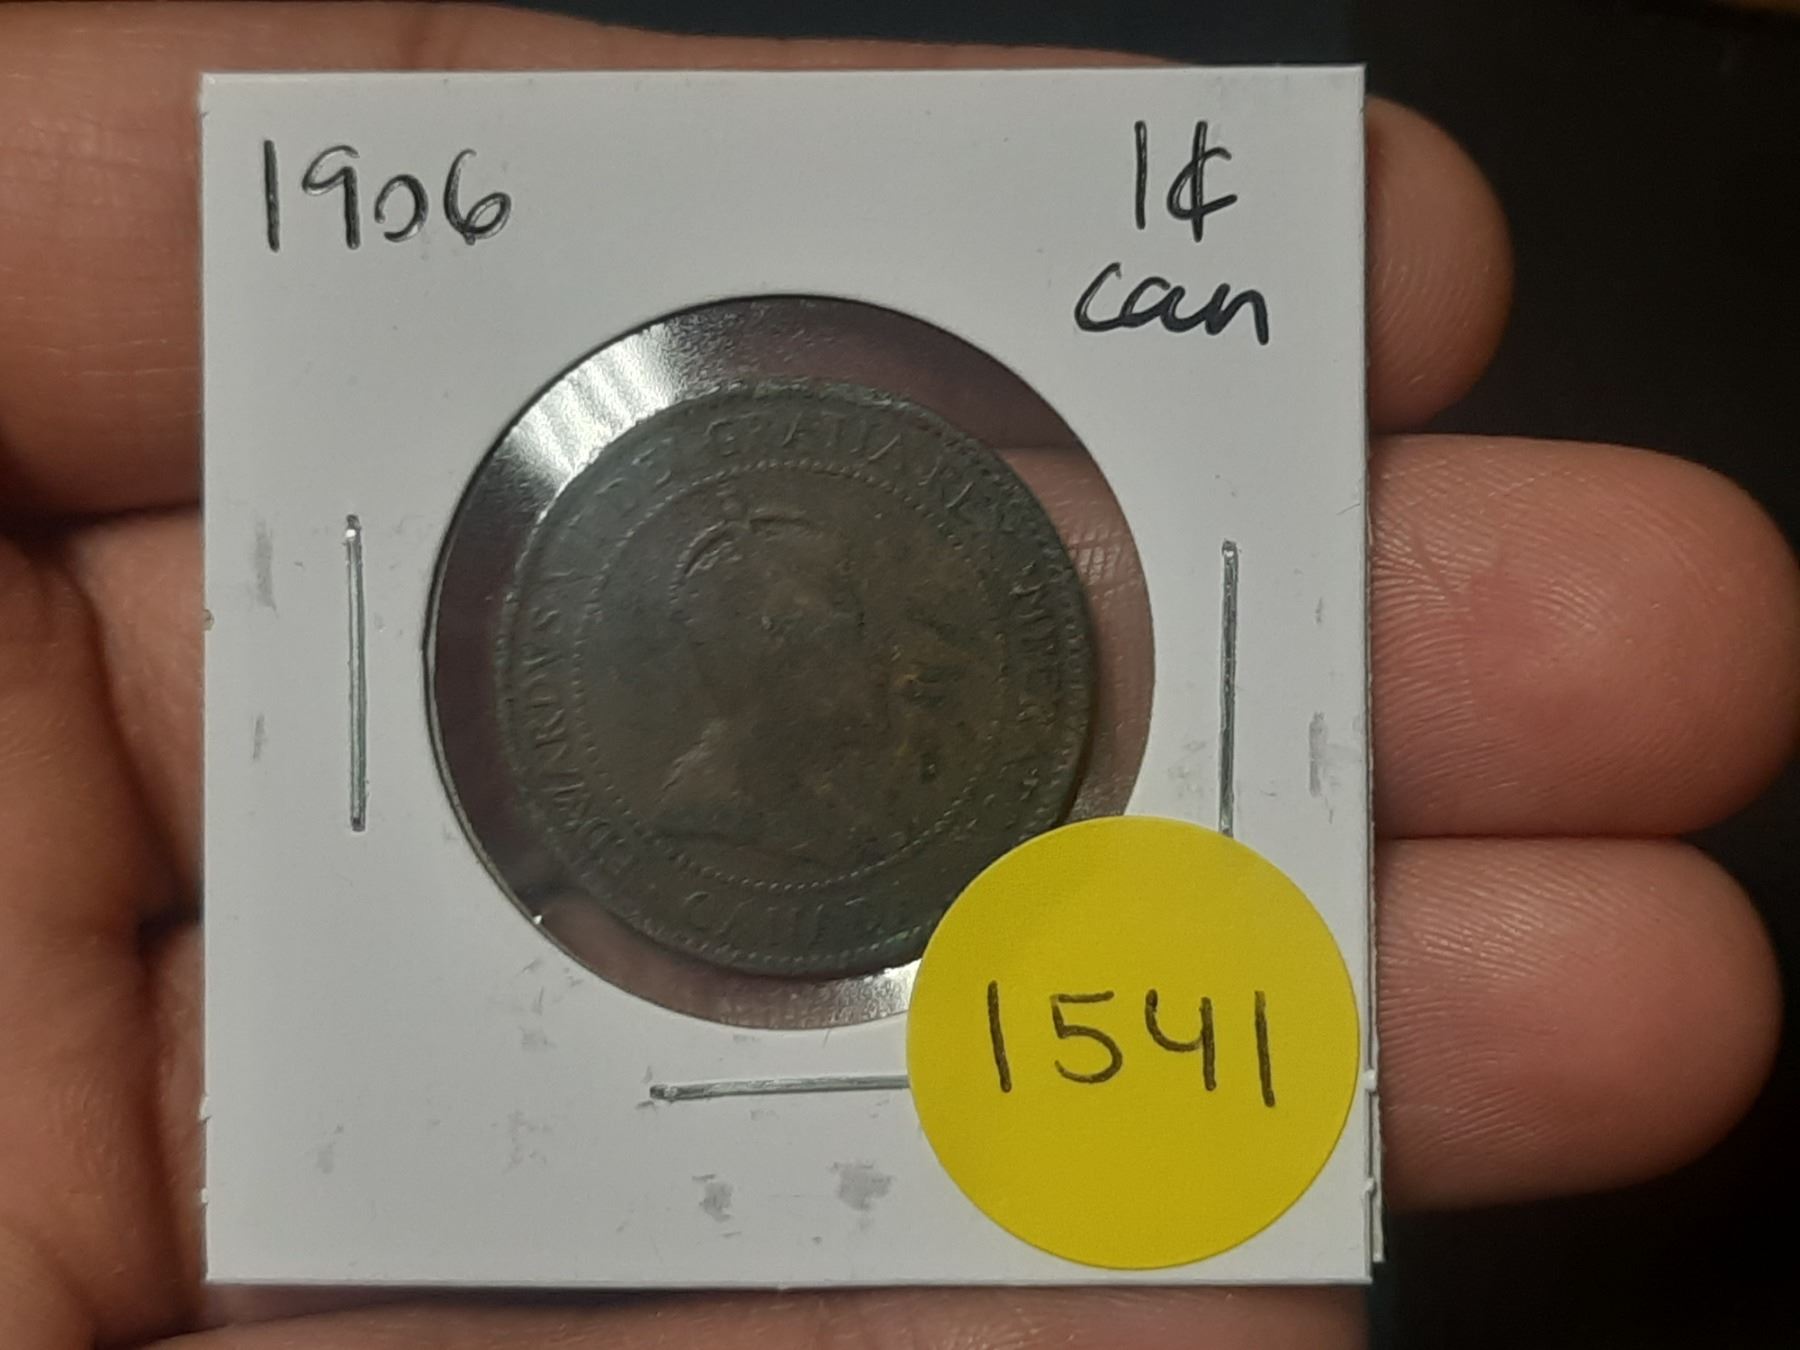 1906
1¢
can
EDWARDVS VII DEI GRATIA REX IMPERATOR
1541